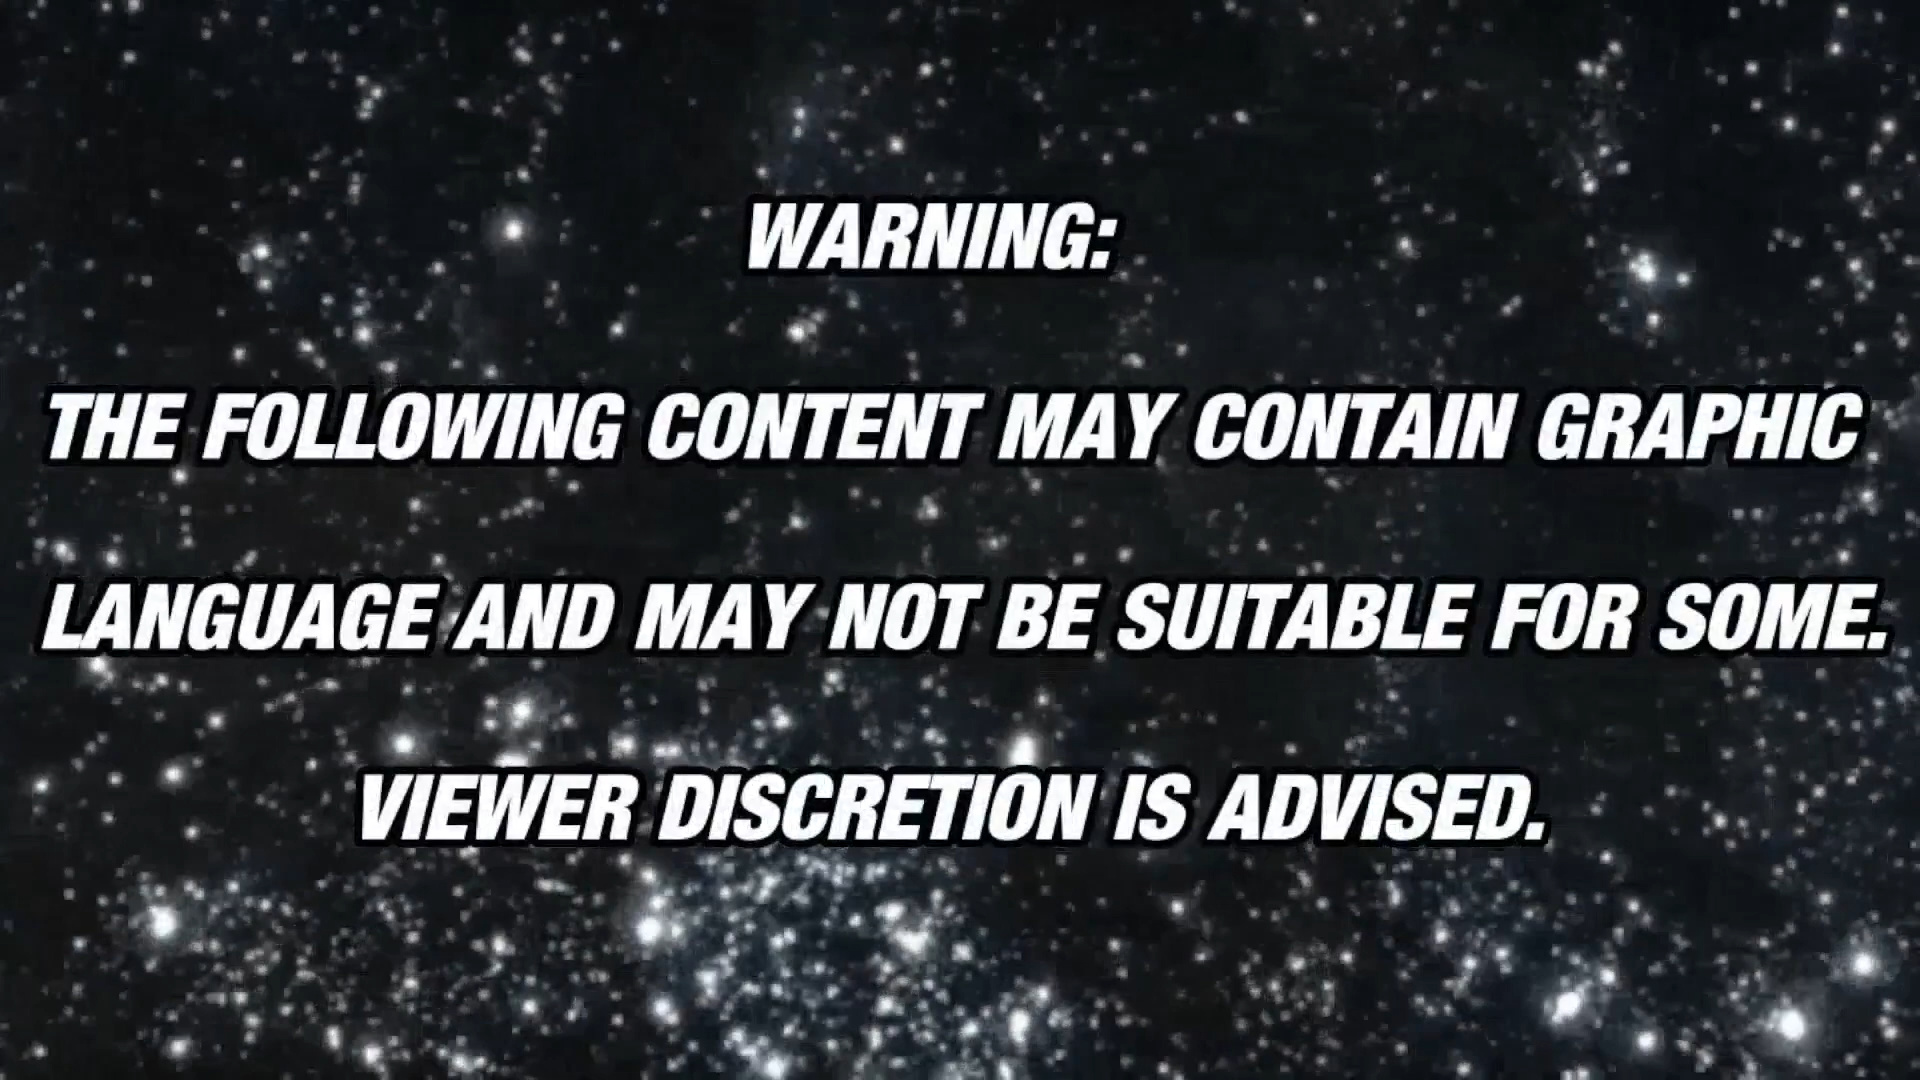 WARNING:
THE FOLLOWING CONTENT MAY CONTAIN GRAPHIC
LANGUAGE AND MAY NOT BE SUITABLE FOR SOME.
VIEWER DISCRETION IS ADVISED.